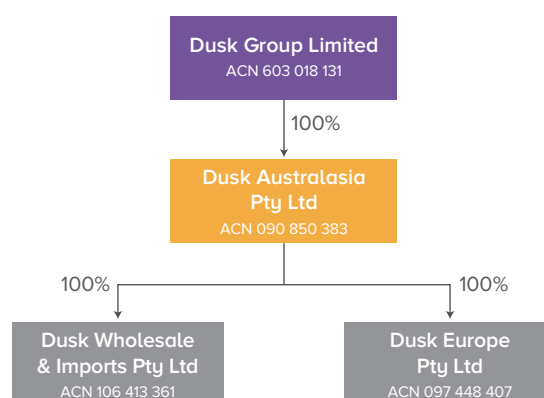 Dusk Group Limited
ACN 603 018 131
100%
Dusk Australasia
Pty Ltd
ACN 090 850 383
100%
100%
Dusk Wholesale
& Imports Pty Ltd
ACN 106 413 361
Dusk Europe
Pty Ltd
ACN 097 448 407